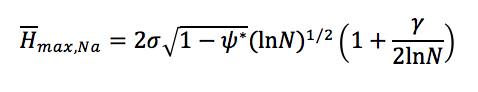 H̅max,Na = 2σ√1 − ψ*(lnN)1/2 (1 + γ/2lnN)